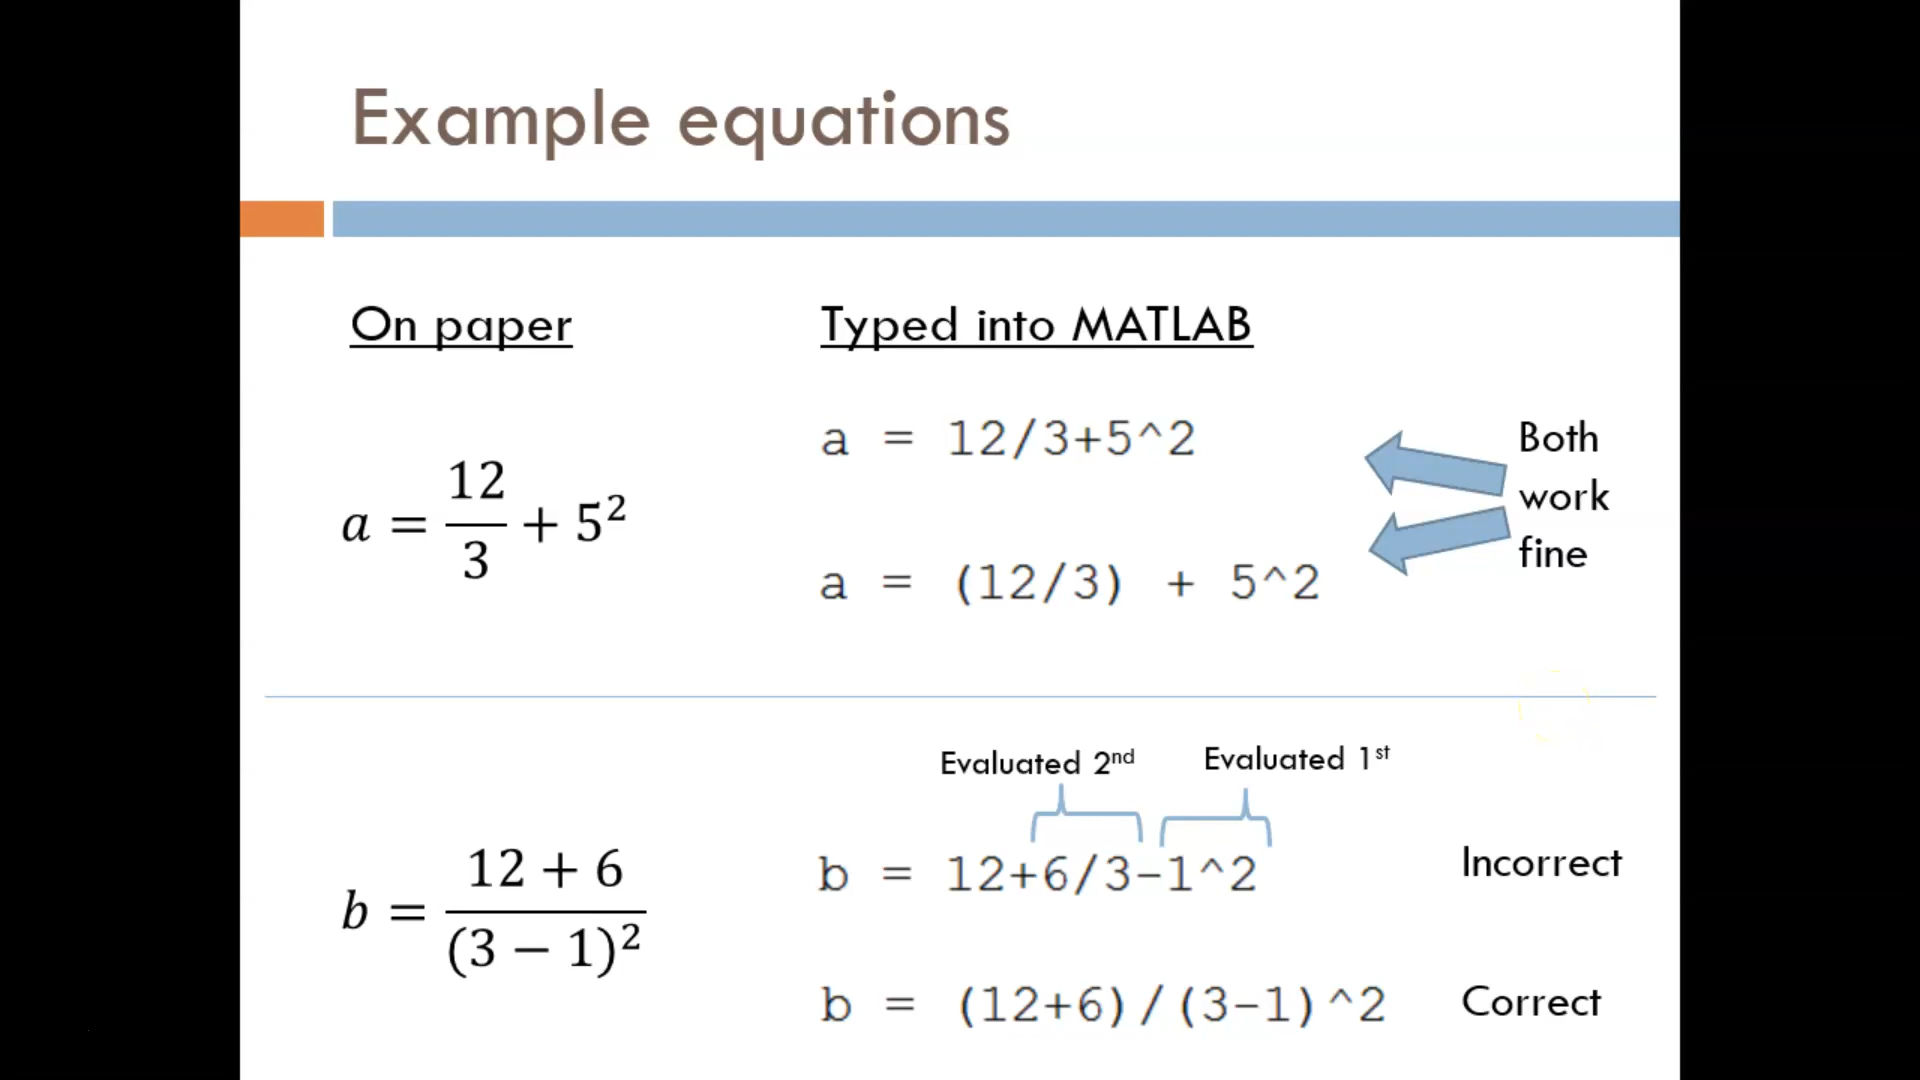 Example equations
On paper
Typed into MATLAB
a = 12/3 + 5²
a = 12/3+5^2
a = (12/3) + 5^2
Both
work
fine
Evaluated 2nd
Evaluated 1st
b = 12 + 6/(3 − 1)²
b = 12+6/3-1^2
Incorrect
b = (12+6)/(3-1)^2
Correct